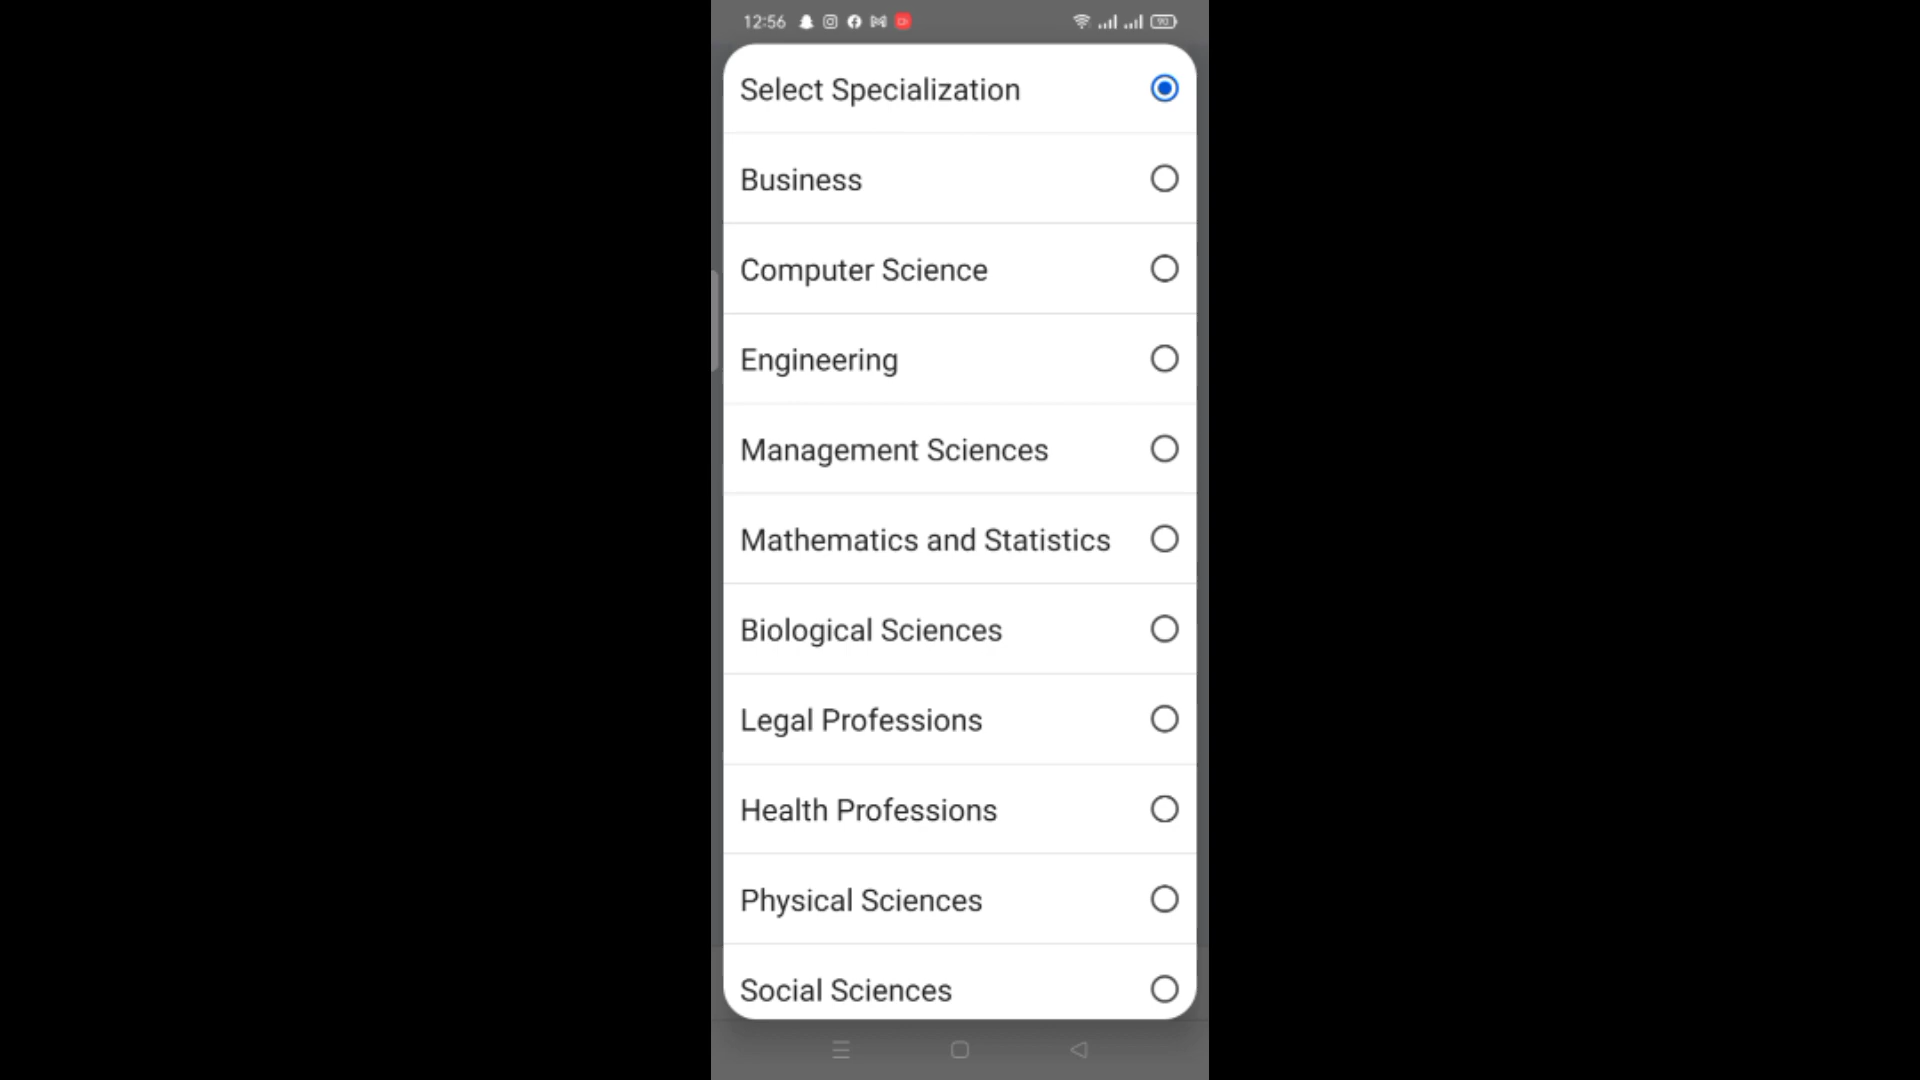 12:56
90
Select Specialization
Business
Computer Science
Engineering
Management Sciences
Mathematics and Statistics
Biological Sciences
Legal Professions
Health Professions
Physical Sciences
Social Sciences